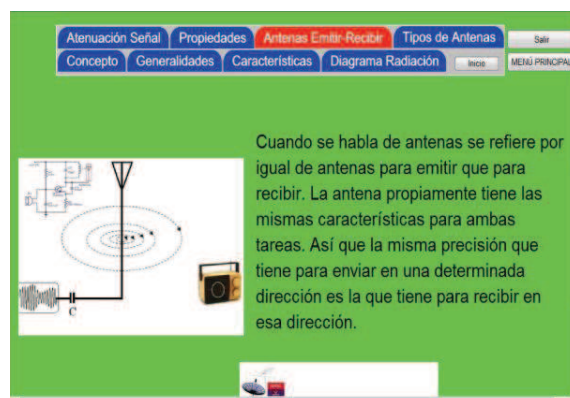 Atenuación Señal Propiedades Antenas Emitir-Recibir Tipos de Antenas Salir
Concepto Generalidades Características Diagrama Radiación Inicio MENÚ PRINCIPAL
Cuando se habla de antenas se refiere por
igual de antenas para emitir que para
recibir. La antena propiamente tiene las
mismas características para ambas
tareas. Así que la misma precisión que
tiene para enviar en una determinada
dirección es la que tiene para recibir en
esa dirección.
C